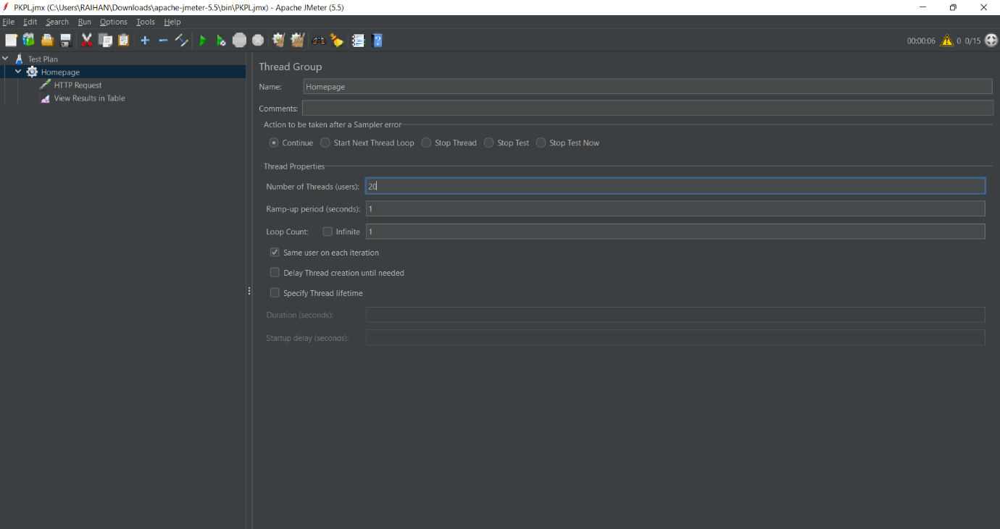 PKPL.jmx (C:\Users\RAIHAN\Downloads\apache-jmeter-5.5\bin\PKPL.jmx) - Apache JMeter (5.5)
File Edit Search Run Options Tools Help
00:00:06 0 0/15
Test Plan
Homepage
HTTP Request
View Results in Table
Thread Group
Name: Homepage
Comments:
Action to be taken after a Sampler error
Continue Start Next Thread Loop Stop Thread Stop Test Stop Test Now
Thread Properties
Number of Threads (users): 20
Ramp-up period (seconds): 1
Loop Count: Infinite 1
Same user on each iteration
Delay Thread creation until needed
Specify Thread lifetime
Duration (seconds):
Startup delay (seconds):